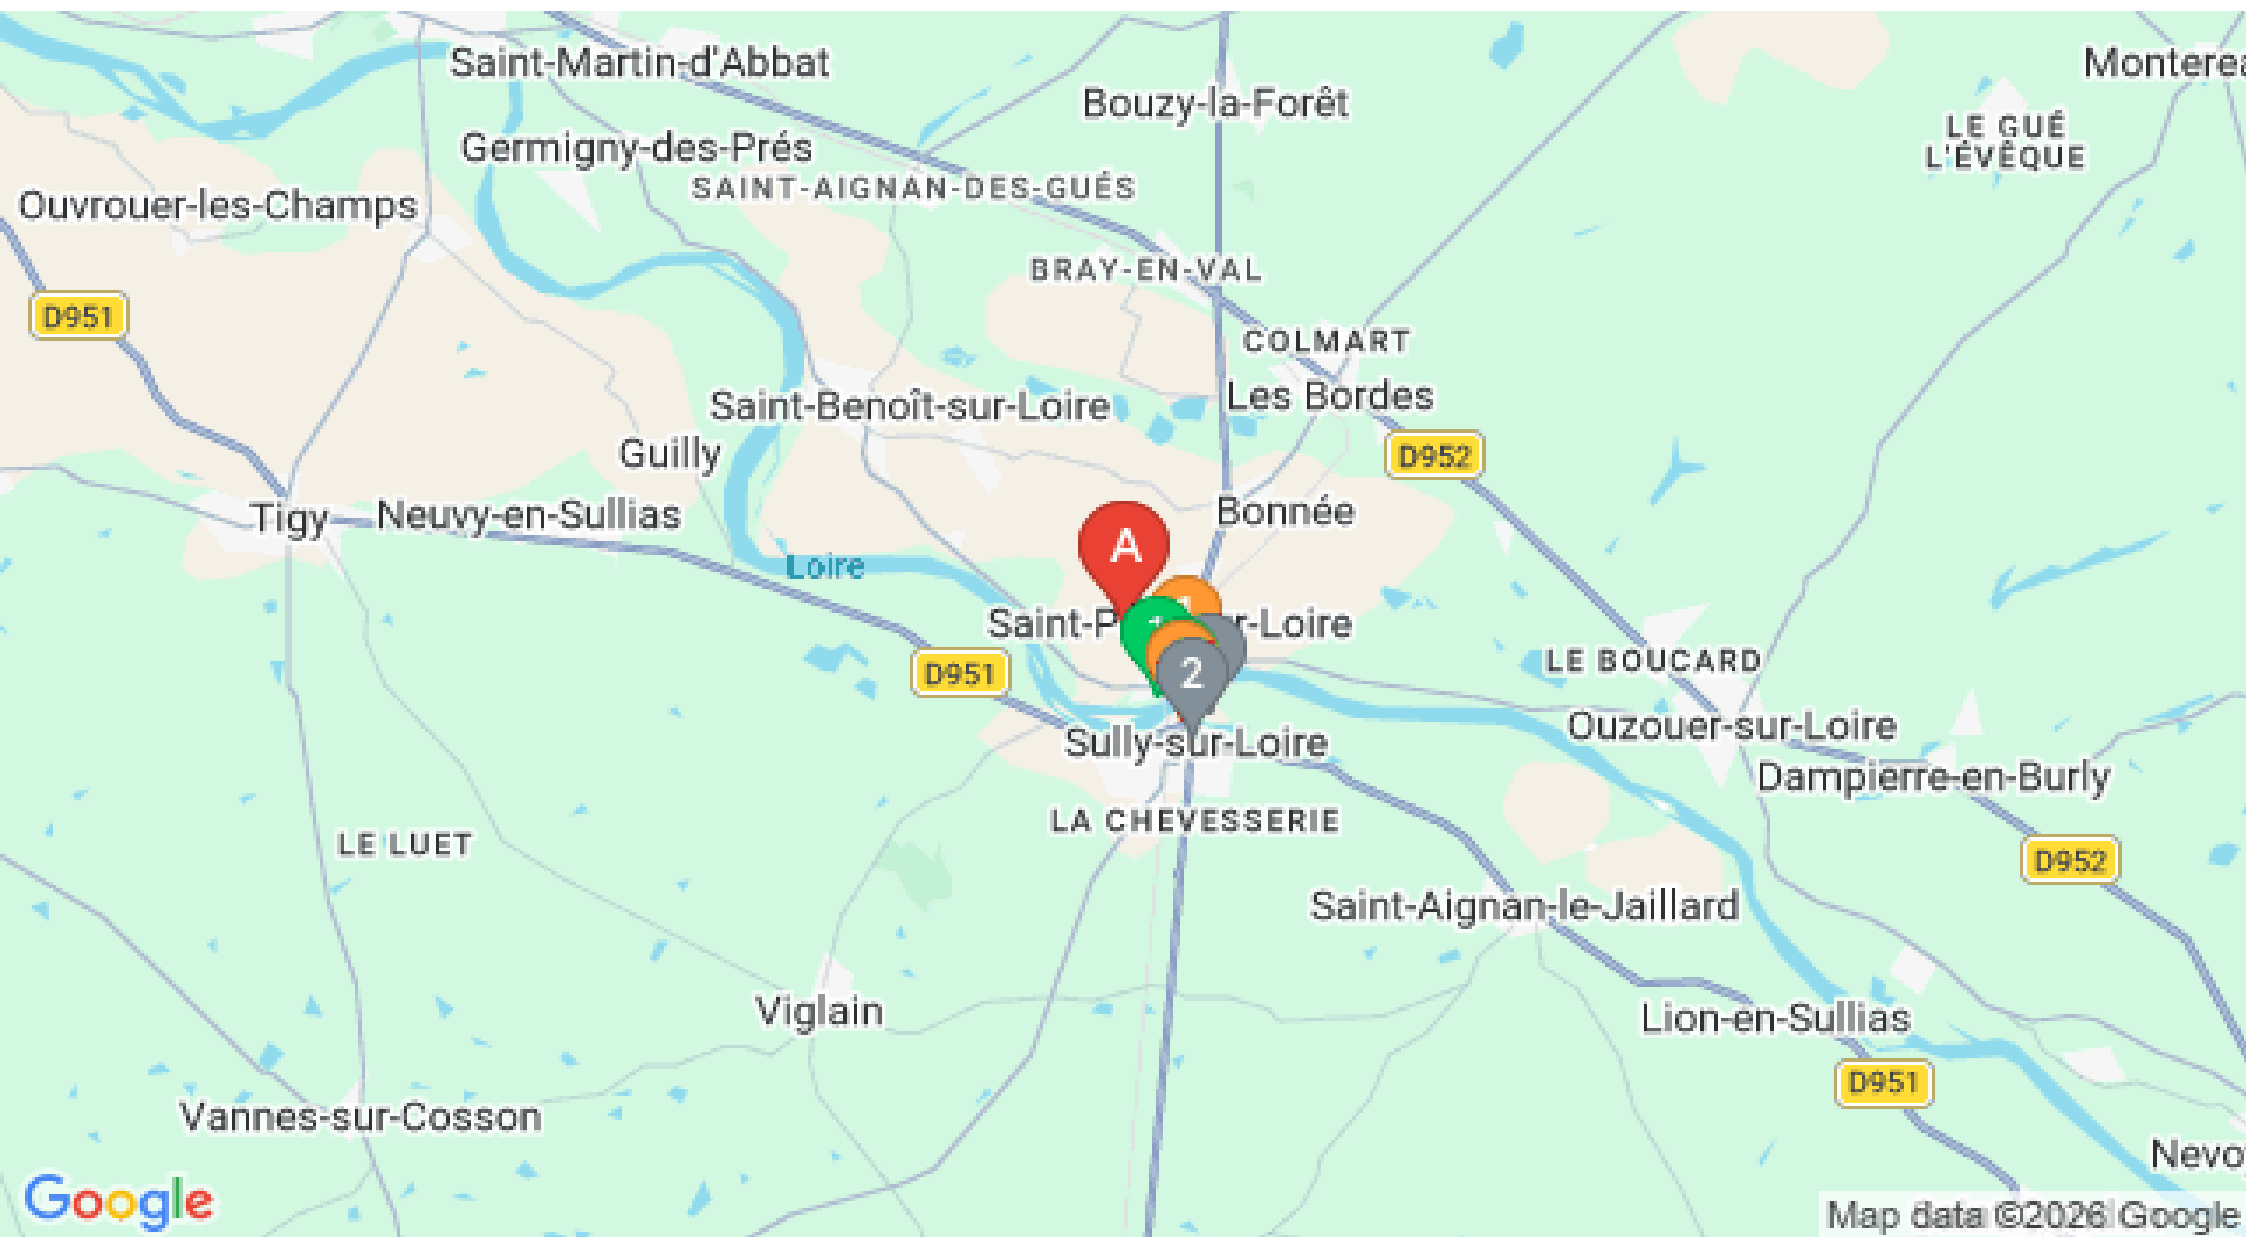 Saint-Martin-d'Abbat
Bouzy-la-Forêt
LE GUÉ
L'ÉVÊQUE
Germigny-des-Prés
SAINT-AIGNAN-DES-GUÉS
Ouvrouer-les-Champs
BRAY-EN-VAL
D951
COLMART
Les Bordes
Saint-Benoît-sur-Loire
Guilly
D952
Tigy
Neuvy-en-Sullias
Bonnée
A
Loire
1
r-Loire
D951
2
LE BOUCARD
Ouzouer-sur-Loire
Sully-sur-Loire
Dampierre-en-Burly
LA CHEVESSERIE
LE LUET
D952
Saint-Aignan-le-Jaillard
Viglain
Lion-en-Sullias
D951
Vannes-sur-Cosson
Google
Map data ©2026 Google